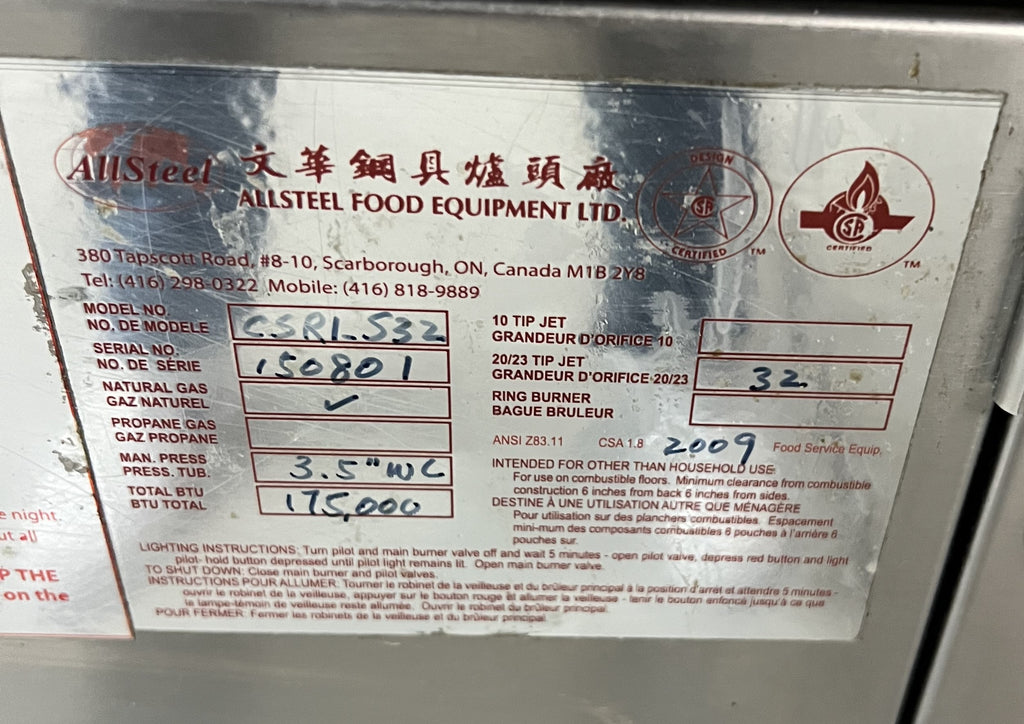 AllSteel
文華鋼具爐頭廠
ALLSTEEL FOOD EQUIPMENT LTD.
DESIGN
SP
CERTIFIED
TM
SP
CERTIFIED
TM
380 Tapscott Road, #8-10, Scarborough, ON, Canada M1B 2Y8
Tel: (416) 298-0322 Mobile: (416) 818-9889
MODEL NO.
NO. DE MODELE
CSRLS32
SERIAL NO.
NO. DE SÉRIE
150801
NATURAL GAS
GAZ NATUREL
✓
PROPANE GAS
GAZ PROPANE
MAN. PRESS
PRESS. TUB.
3.5"WC
TOTAL BTU
BTU TOTAL
175,000
10 TIP JET
GRANDEUR D'ORIFICE 10
20/23 TIP JET
GRANDEUR D'ORIFICE 20/23
32
RING BURNER
BAGUE BRULEUR
ANSI Z83.11 CSA 1.8 2009 Food Service Equip.
INTENDED FOR OTHER THAN HOUSEHOLD USE
For use on combustible floors. Minimum clearance from combustible
construction 6 inches from back 6 inches from sides.
DESTINE À UNE UTILISATION AUTRE QUE MÉNAGÈRE
Pour utilisation sur des planchers combustibles. Espacement
mini-mum des composants combustibles 6 pouches à l'arrière 6
pouches sur.
LIGHTING INSTRUCTIONS: Turn pilot and main burner valve off and wait 5 minutes - open pilot valve, depress red button and light
pilot- hold button depressed until pilot light remains lit. Open main burner valve.
TO SHUT DOWN: Close main burner and pilot valves.
INSTRUCTIONS POUR ALLUMER: Tourner le robinet de la veilleuse et du brûleur principal à la position d'arret et attendre 5 minutes -
ouvrir le robinet de la veilleuse, appuyer sur le bouton rouge et allumer la veilleuse - tenir le bouton enfoncé jusqu'à ce que
la lampe-témoin de veilleuse reste allumée. Ouvrir le robinet du brûleur principal.
POUR FERMER: Fermer les robinets de la veilleuse et du brûleur principal.
e night.
ut all
P THE
on the